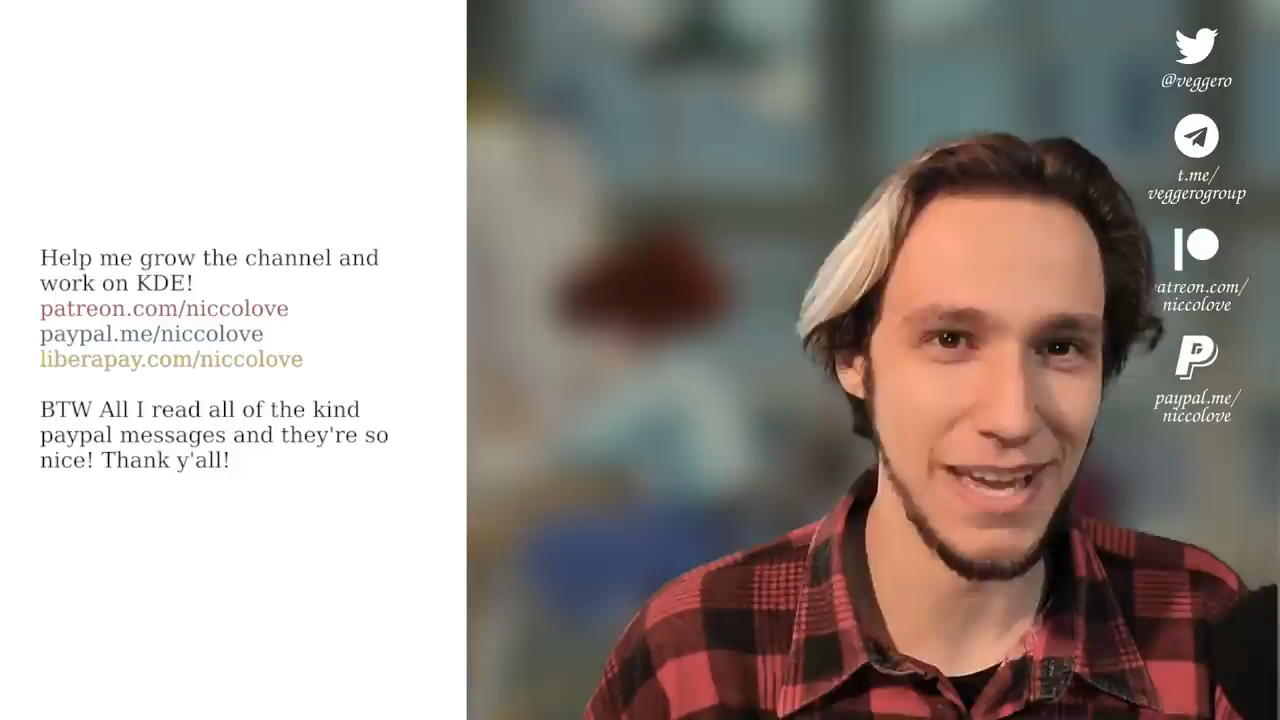 Help me grow the channel and
work on KDE!
patreon.com/niccolove
paypal.me/niccolove
liberapay.com/niccolove
BTW All I read all of the kind
paypal messages and they're so
nice! Thank y'all!
@veggero
t.me/
veggerogroup
patreon.com/
niccolove
paypal.me/
niccolove